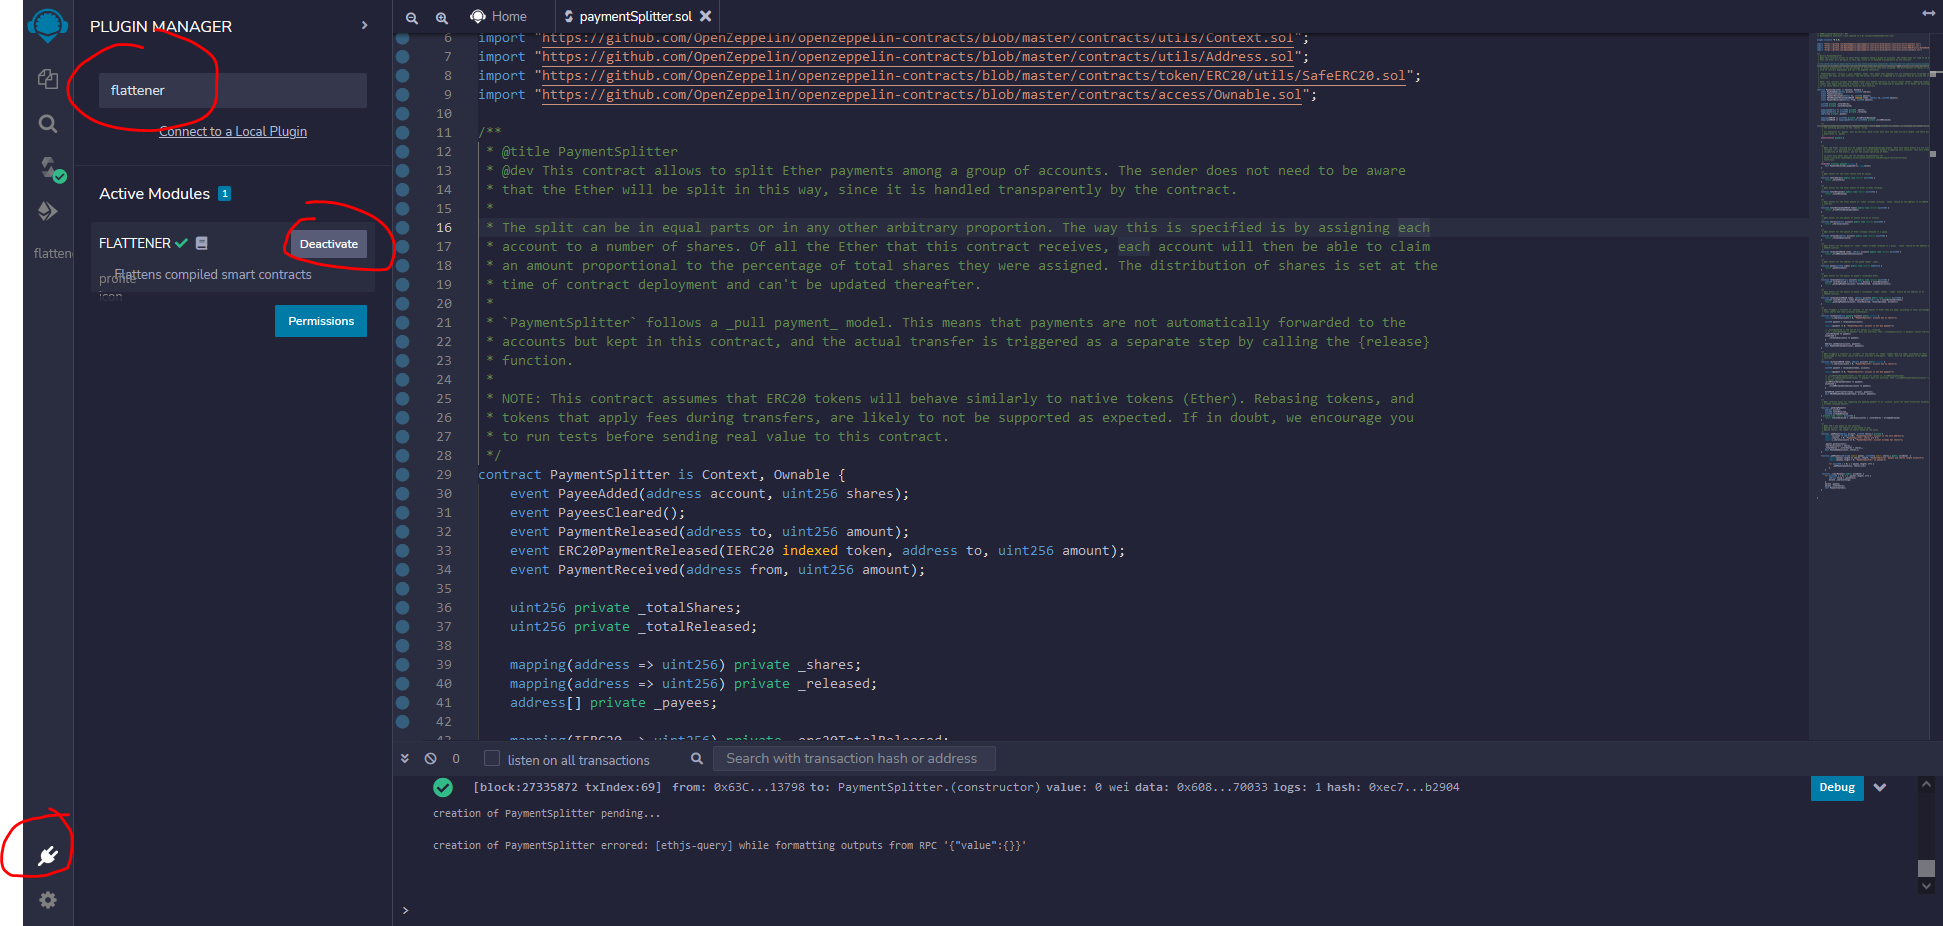 PLUGIN MANAGER
flattener
Connect to a Local Plugin
Active Modules 1
FLATTENER
Deactivate
Flattens compiled smart contracts
profile
icon
Permissions
flatten
Home
paymentSplitter.sol
6 import "https://github.com/OpenZeppelin/openzeppelin-contracts/blob/master/contracts/utils/Context.sol";
7 import "https://github.com/OpenZeppelin/openzeppelin-contracts/blob/master/contracts/utils/Address.sol";
8 import "https://github.com/OpenZeppelin/openzeppelin-contracts/blob/master/contracts/token/ERC20/utils/SafeERC20.sol";
9 import "https://github.com/OpenZeppelin/openzeppelin-contracts/blob/master/contracts/access/Ownable.sol";
10
11 /**
12 * @title PaymentSplitter
13 * @dev This contract allows to split Ether payments among a group of accounts. The sender does not need to be aware
14 * that the Ether will be split in this way, since it is handled transparently by the contract.
15 *
16 * The split can be in equal parts or in any other arbitrary proportion. The way this is specified is by assigning each
17 * account to a number of shares. Of all the Ether that this contract receives, each account will then be able to claim
18 * an amount proportional to the percentage of total shares they were assigned. The distribution of shares is set at the
19 * time of contract deployment and can't be updated thereafter.
20 *
21 * `PaymentSplitter` follows a _pull payment_ model. This means that payments are not automatically forwarded to the
22 * accounts but kept in this contract, and the actual transfer is triggered as a separate step by calling the {release}
23 * function.
24 *
25 * NOTE: This contract assumes that ERC20 tokens will behave similarly to native tokens (Ether). Rebasing tokens, and
26 * tokens that apply fees during transfers, are likely to not be supported as expected. If in doubt, we encourage you
27 * to run tests before sending real value to this contract.
28 */
29 contract PaymentSplitter is Context, Ownable {
30 event PayeeAdded(address account, uint256 shares);
31 event PayeesCleared();
32 event PaymentReleased(address to, uint256 amount);
33 event ERC20PaymentReleased(IERC20 indexed token, address to, uint256 amount);
34 event PaymentReceived(address from, uint256 amount);
35
36 uint256 private _totalShares;
37 uint256 private _totalReleased;
38
39 mapping(address => uint256) private _shares;
40 mapping(address => uint256) private _released;
41 address[] private _payees;
42
43 mapping(IERC20 => uint256) private _erc20TotalReleased;
0 listen on all transactions Search with transaction hash or address
[block:27335872 txIndex:69] from: 0x63C...13798 to: PaymentSplitter.(constructor) value: 0 wei data: 0x608...70033 logs: 1 hash: 0xec7...b2904
Debug
creation of PaymentSplitter pending...
creation of PaymentSplitter errored: [ethjs-query] while formatting outputs from RPC '{"value":{}}'
>